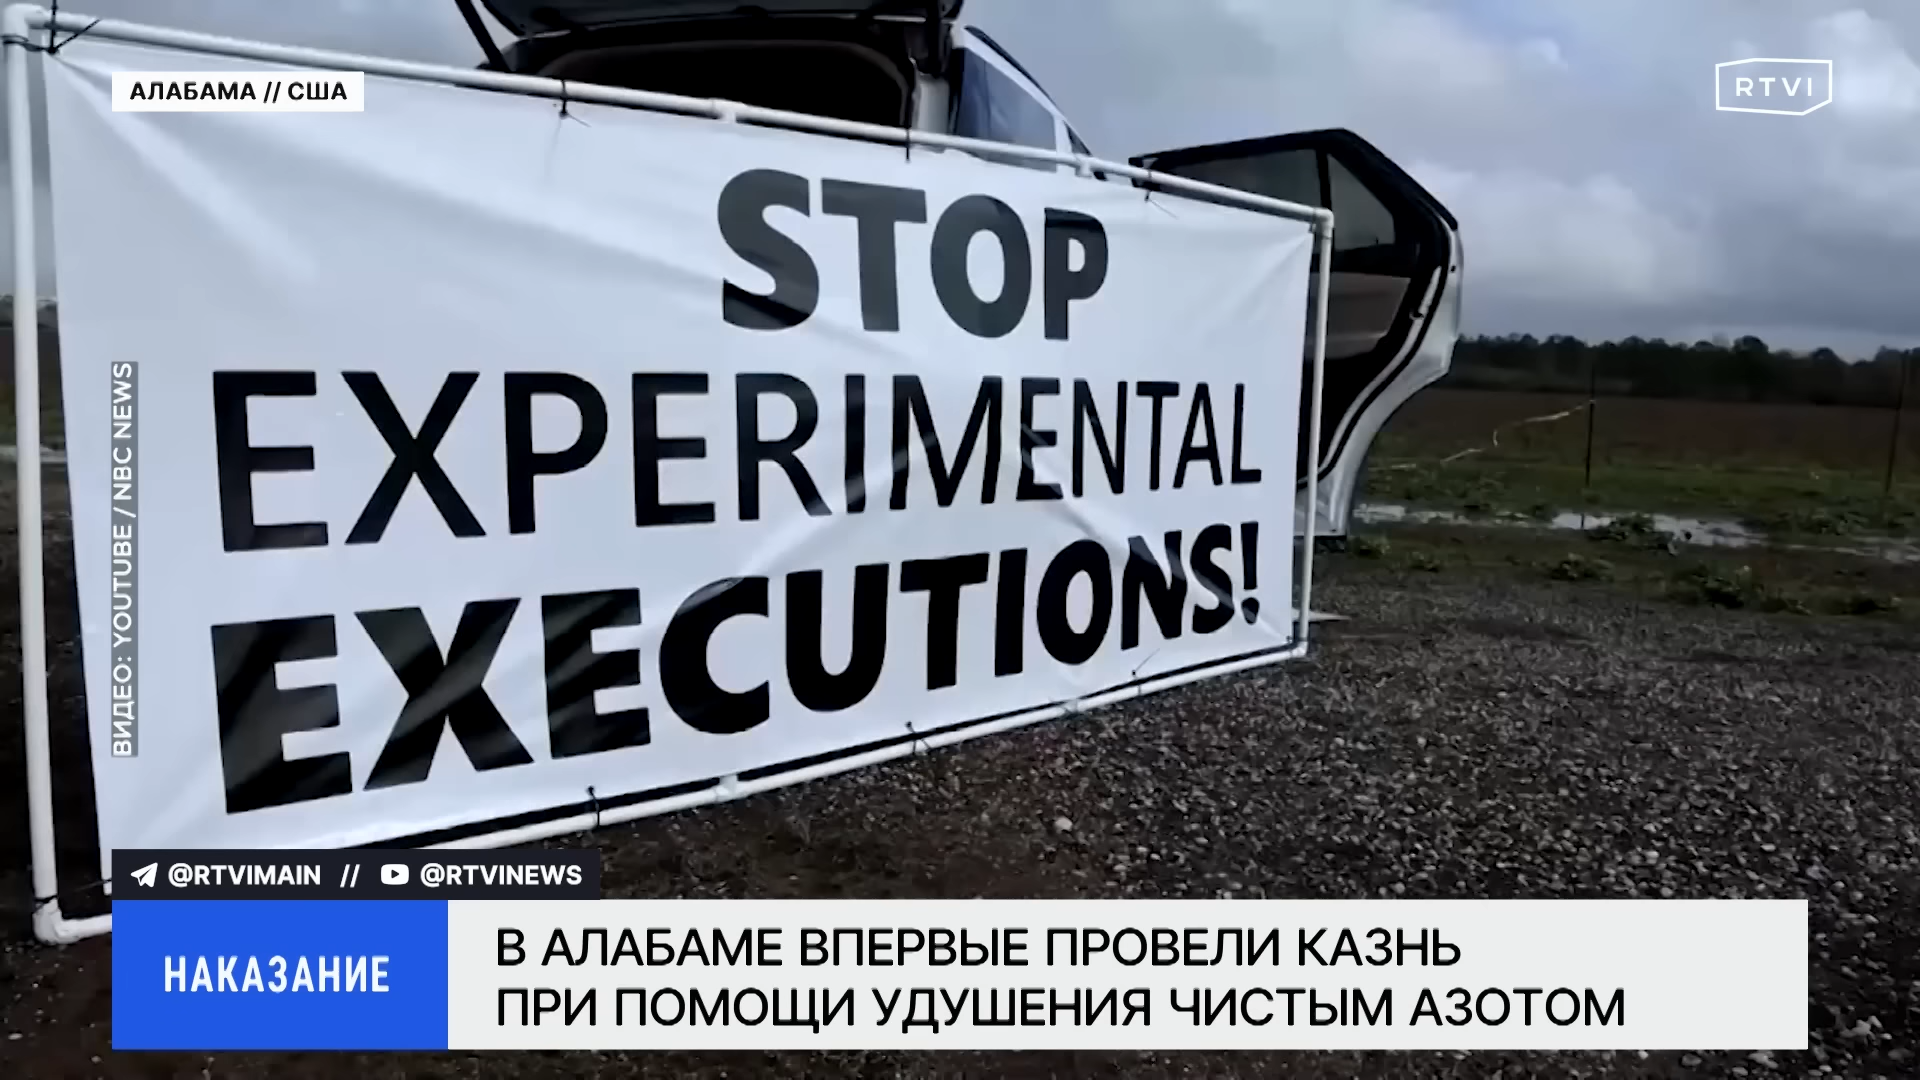 АЛАБАМА // США
RTVI
STOP
EXPERIMENTAL
EXECUTIONS!
ВИДЕО: YOUTUBE / NBC NEWS
@RTVIMAIN // @RTVINEWS
НАКАЗАНИЕ
В АЛАБАМЕ ВПЕРВЫЕ ПРОВЕЛИ КАЗНЬ
ПРИ ПОМОЩИ УДУШЕНИЯ ЧИСТЫМ АЗОТОМ